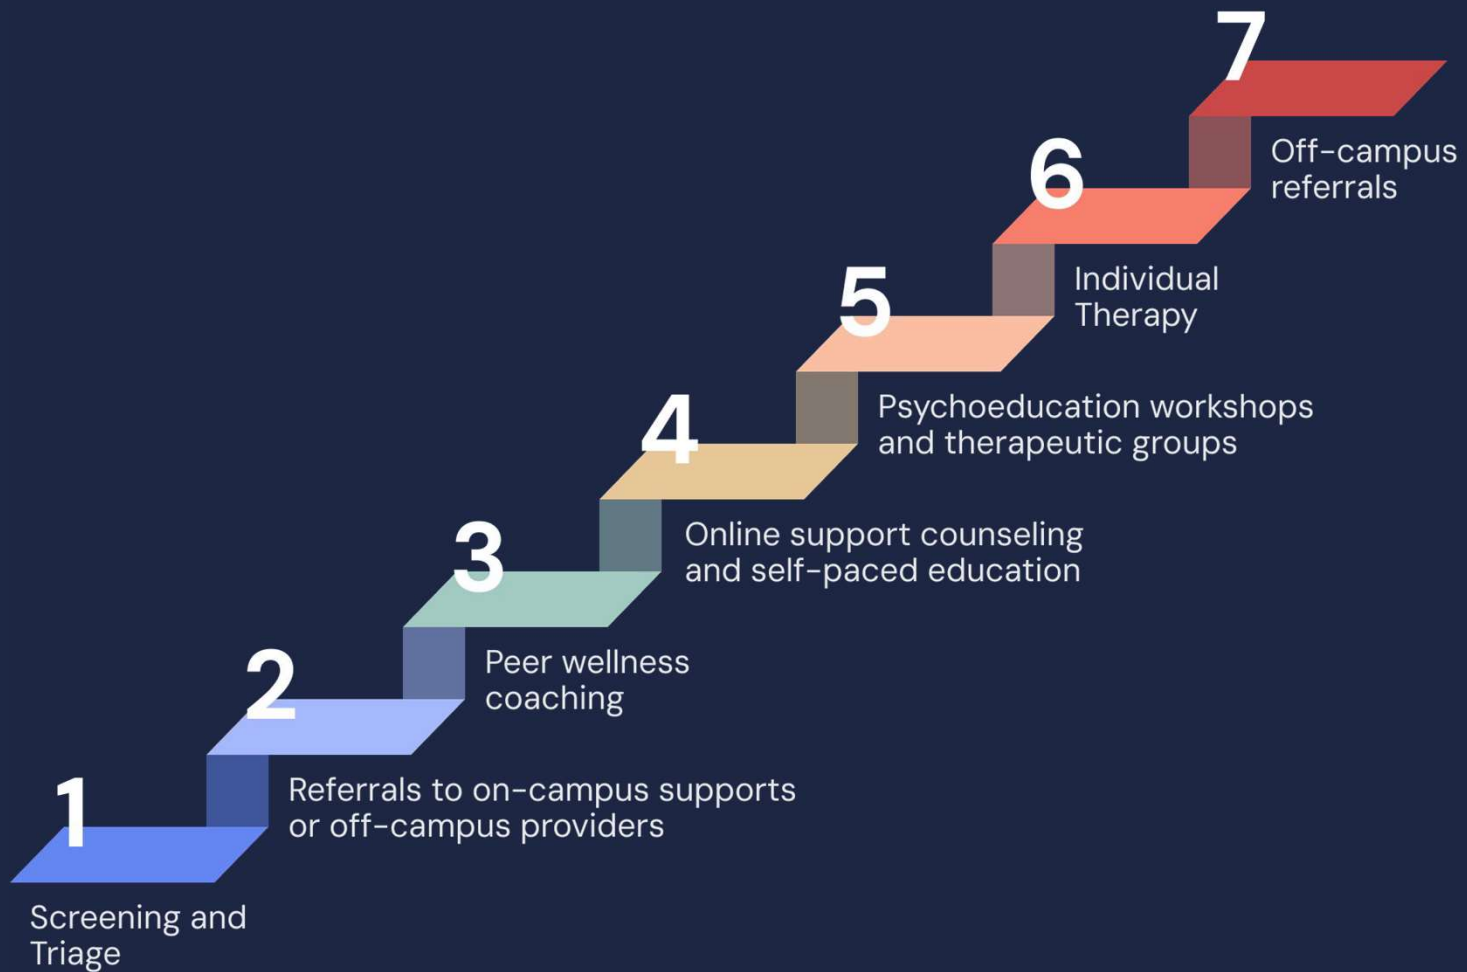 1
Screening and
Triage
2
Referrals to on-campus supports
or off-campus providers
3
Peer wellness
coaching
4
Online support counseling
and self-paced education
5
Psychoeducation workshops
and therapeutic groups
6
Individual
Therapy
7
Off-campus
referrals